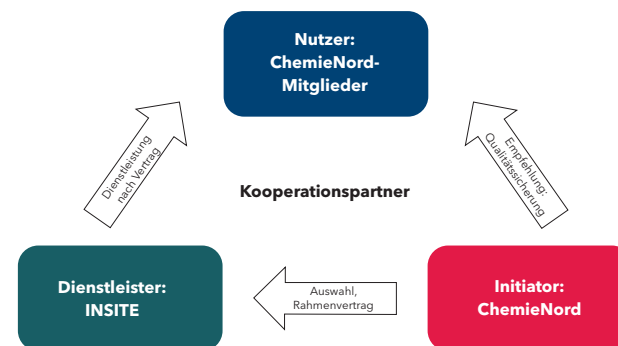 Nutzer:
ChemieNord-
Mitglieder
Dienstleistung
nach Vertrag
Empfehlung:
Qualitätssicherung
Kooperationspartner
Dienstleister:
INSITE
Auswahl,
Rahmenvertrag
Initiator:
ChemieNord